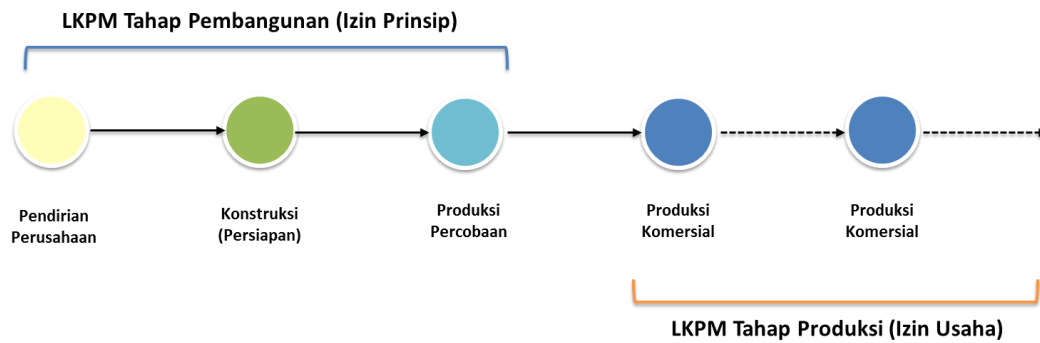 LKPM Tahap Pembangunan (Izin Prinsip)
Pendirian
Perusahaan
Konstruksi
(Persiapan)
Produksi
Percobaan
Produksi
Komersial
Produksi
Komersial
LKPM Tahap Produksi (Izin Usaha)